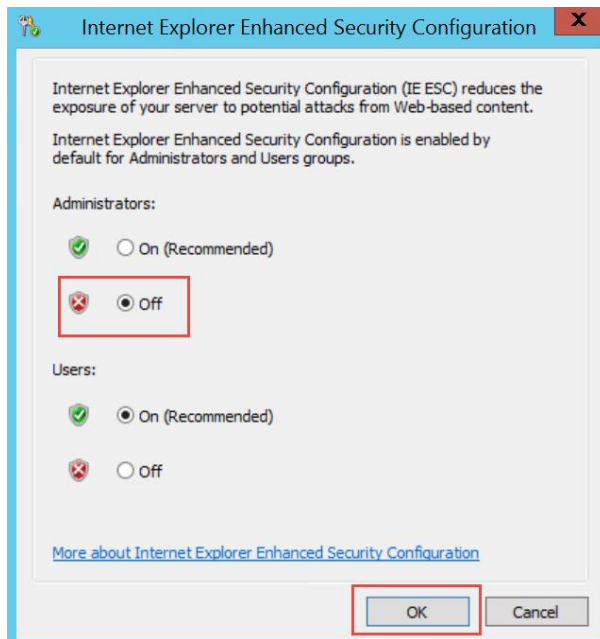 Internet Explorer Enhanced Security Configuration
X
Internet Explorer Enhanced Security Configuration (IE ESC) reduces the
exposure of your server to potential attacks from Web-based content.
Internet Explorer Enhanced Security Configuration is enabled by
default for Administrators and Users groups.
Administrators:
On (Recommended)
Off
Users:
On (Recommended)
Off
More about Internet Explorer Enhanced Security Configuration
OK Cancel